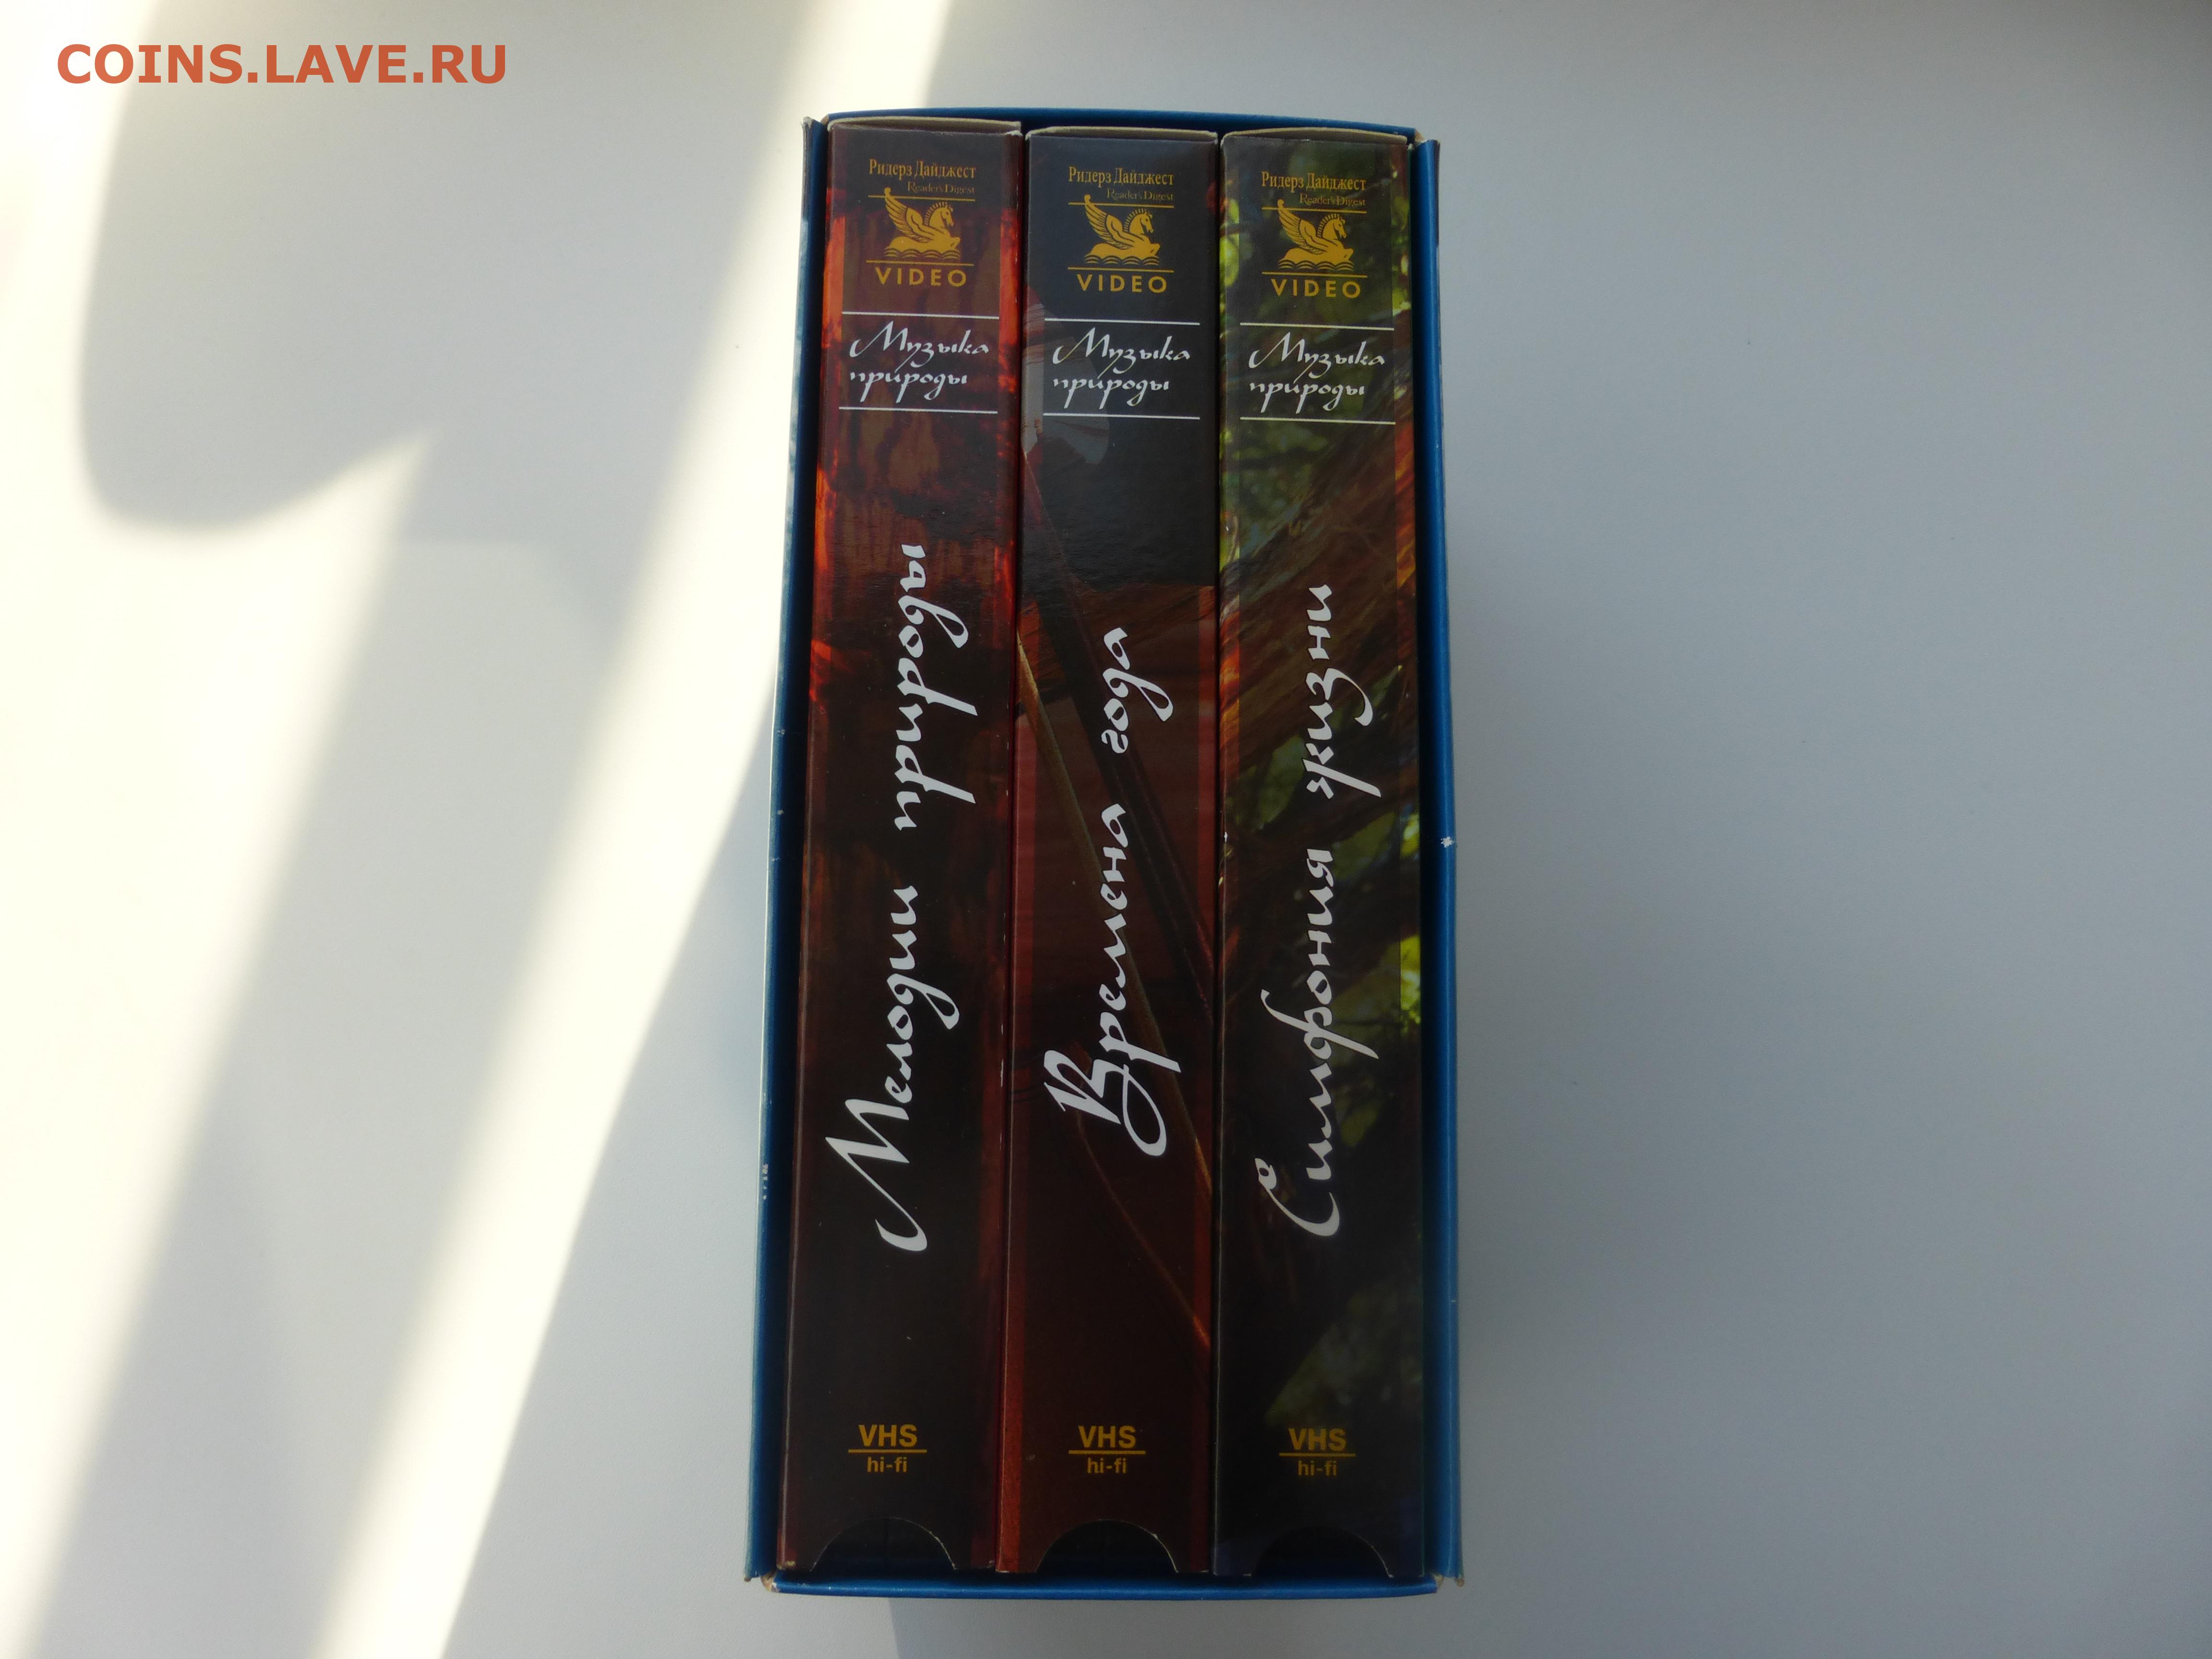 COINS.LAVE.RU
Ридерз Дайджест
Reader's Digest
VIDEO
Музыка
природы
Мелодии природы
VHS
hi-fi
Ридерз Дайджест
Reader's Digest
VIDEO
Музыка
природы
Времена года
VHS
hi-fi
Ридерз Дайджест
Reader's Digest
VIDEO
Музыка
природы
Симфония жизни
VHS
hi-fi